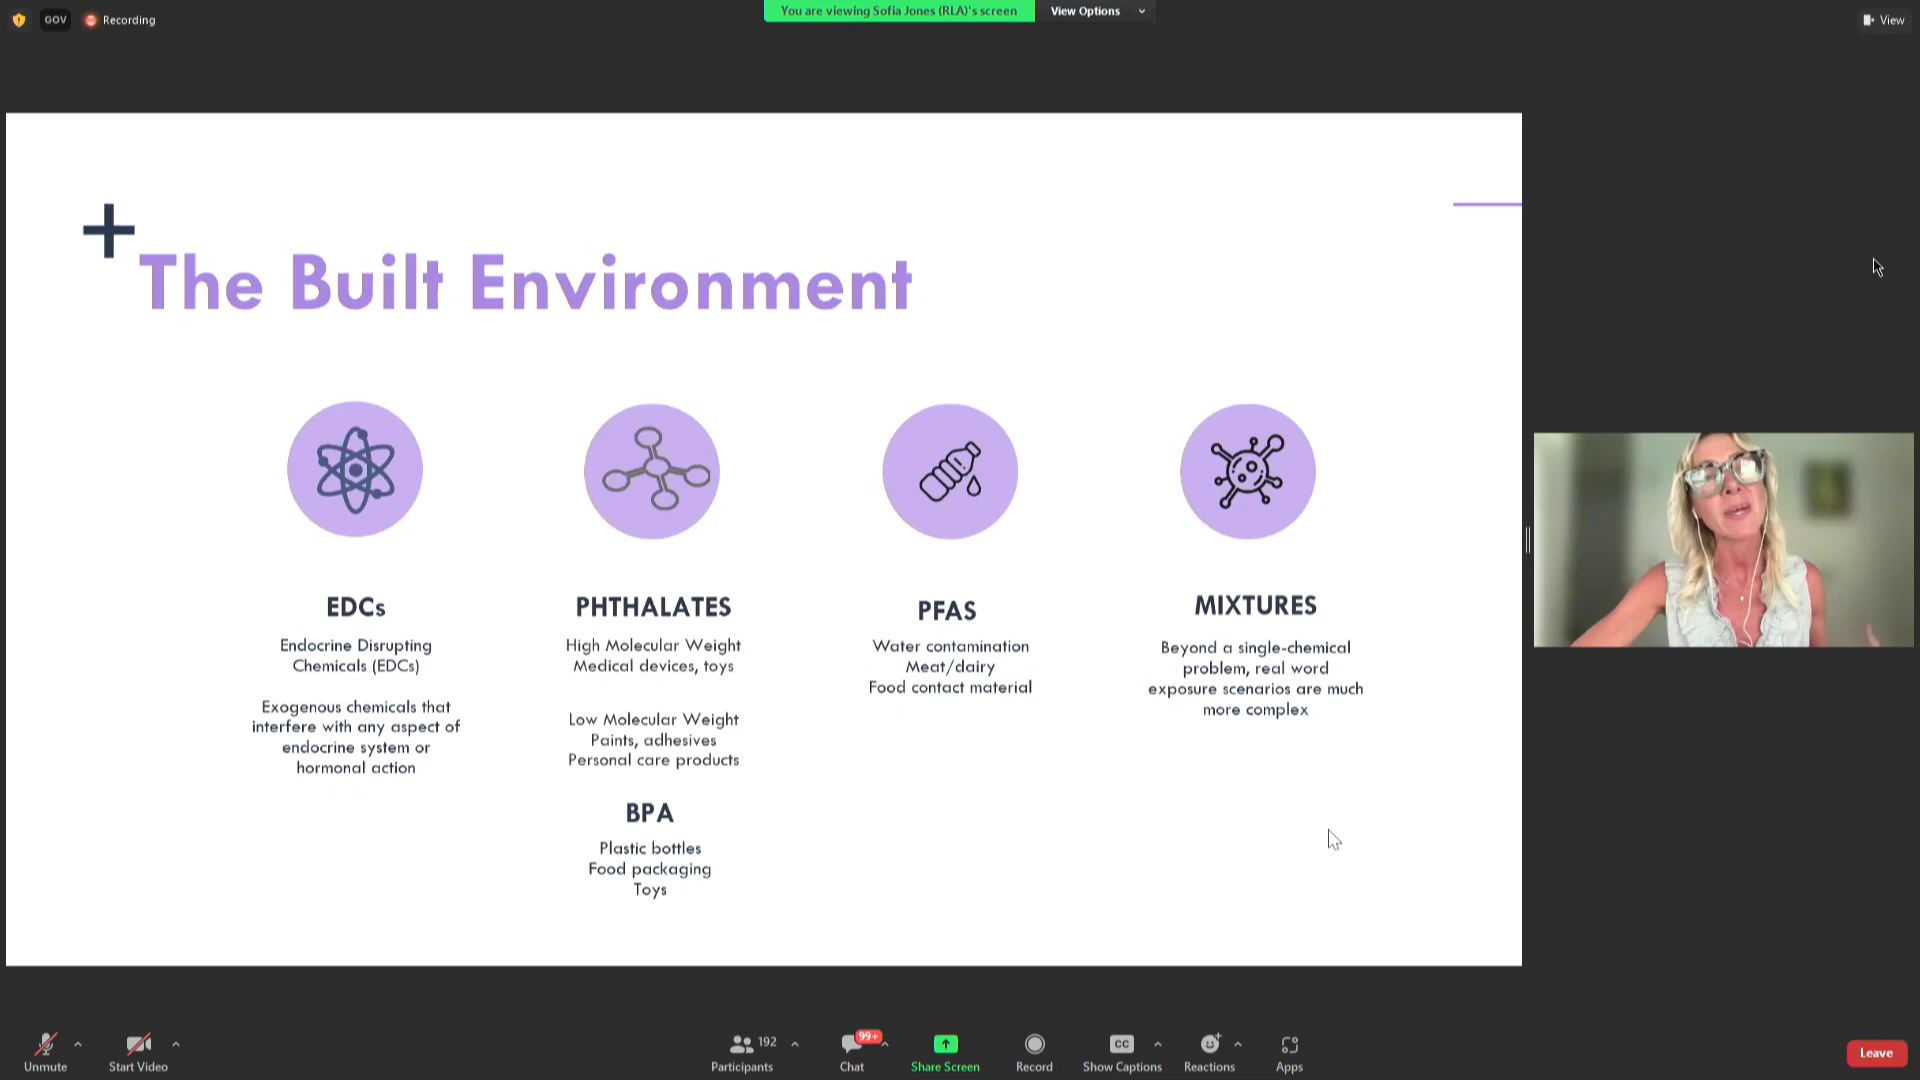 GOV
Recording
You are viewing Sofia Jones (RLA)'s screen
View Options
View
The Built Environment
EDCs
Endocrine Disrupting
Chemicals (EDCs)
Exogenous chemicals that
interfere with any aspect of
endocrine system or
hormonal action
PHTHALATES
High Molecular Weight
Medical devices, toys
Low Molecular Weight
Paints, adhesives
Personal care products
BPA
Plastic bottles
Food packaging
Toys
PFAS
Water contamination
Meat/dairy
Food contact material
MIXTURES
Beyond a single-chemical
problem, real word
exposure scenarios are much
more complex
Unmute
Start Video
192
Participants
99+
Chat
Share Screen
Record
CC
Show Captions
Reactions
Apps
Leave